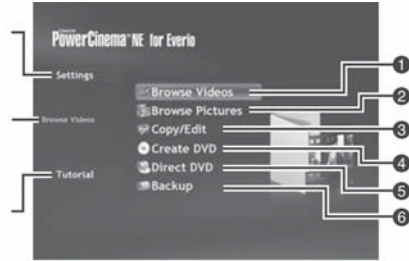 CyberLink
PowerCinema NE for Everio
Settings
Browse Videos
Tutorial
Browse Videos
Browse Pictures
Copy/Edit
Create DVD
Direct DVD
Backup
1
2
3
4
5
6